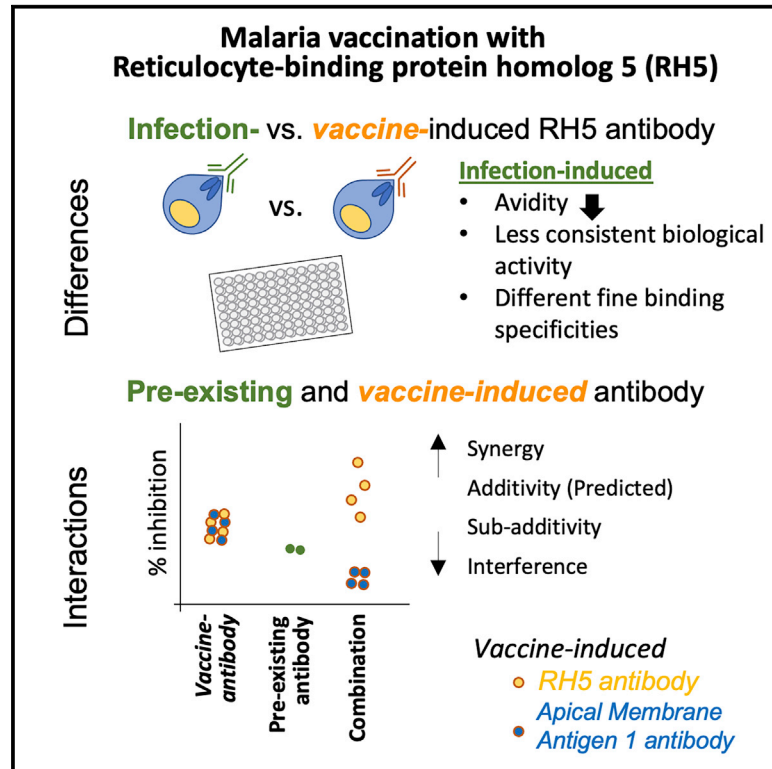 Malaria vaccination with
Reticulocyte-binding protein homolog 5 (RH5)
Differences
Infection- vs. vaccine-induced RH5 antibody
vs.
Infection-induced
• Avidity
• Less consistent biological
activity
• Different fine binding
specificities
Interactions
Pre-existing and vaccine-induced antibody
% inhibition
Vaccine-
antibody
Pre-existing
antibody
Combination
Synergy
Additivity (Predicted)
Sub-additivity
Interference
Vaccine-induced
RH5 antibody
Apical Membrane
Antigen 1 antibody